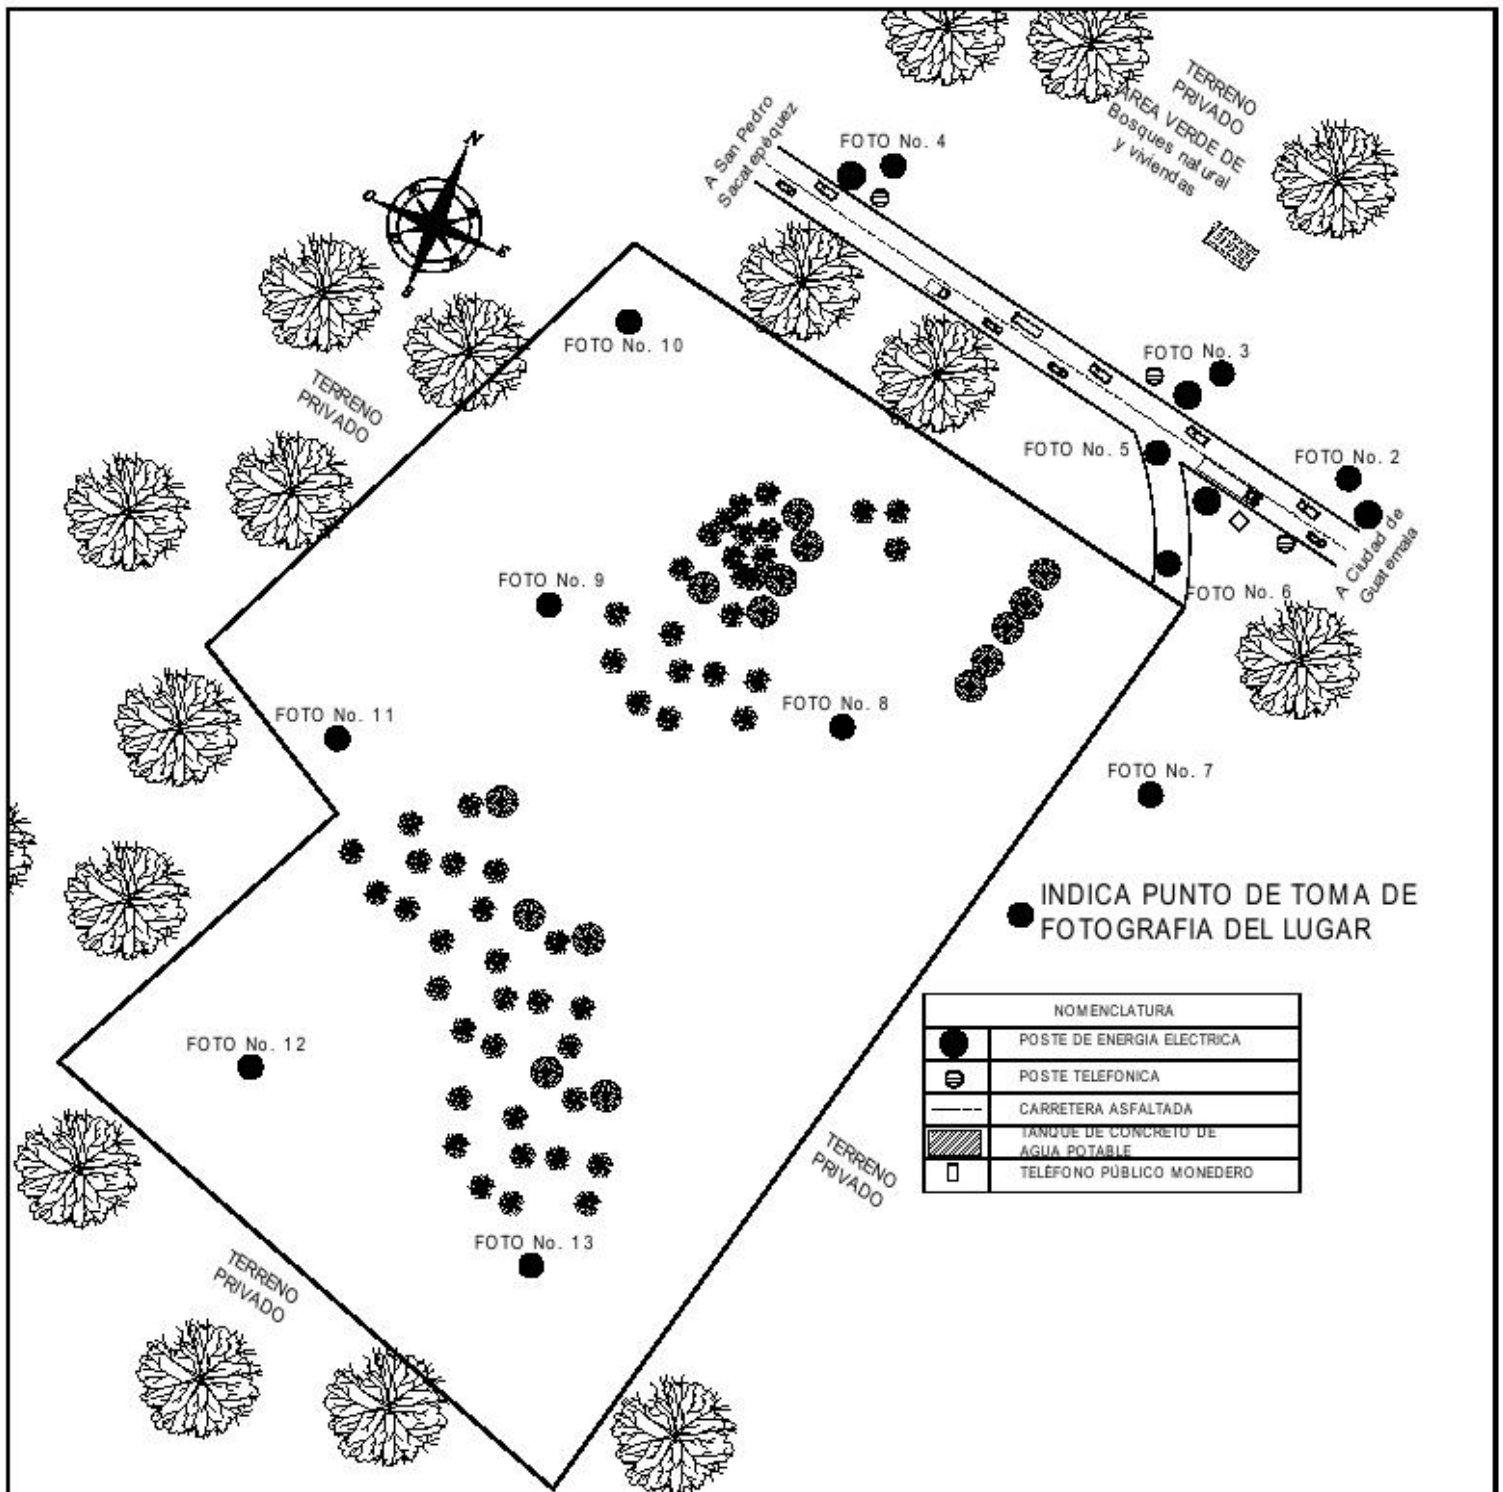 TERRENO
PRIVADO
AREA VERDE DE
Bosques natural
y viviendas
A San Pedro
Sacatepéquez
FOTO No. 4
N
O
E
S
FOTO No. 10
FOTO No. 3
TERRENO
PRIVADO
FOTO No. 5
FOTO No. 2
A Ciudad de
Guatemala
FOTO No. 9
FOTO No. 6
FOTO No. 11
FOTO No. 8
FOTO No. 7
INDICA PUNTO DE TOMA DE
FOTOGRAFIA DEL LUGAR
NOMENCLATURA
POSTE DE ENERGIA ELECTRICA
POSTE TELEFONICA
CARRETERA ASFALTADA
TANQUE DE CONCRETO DE
AGUA POTABLE
TELÉFONO PÚBLICO MONEDERO
FOTO No. 12
TERRENO
PRIVADO
FOTO No. 13
TERRENO
PRIVADO